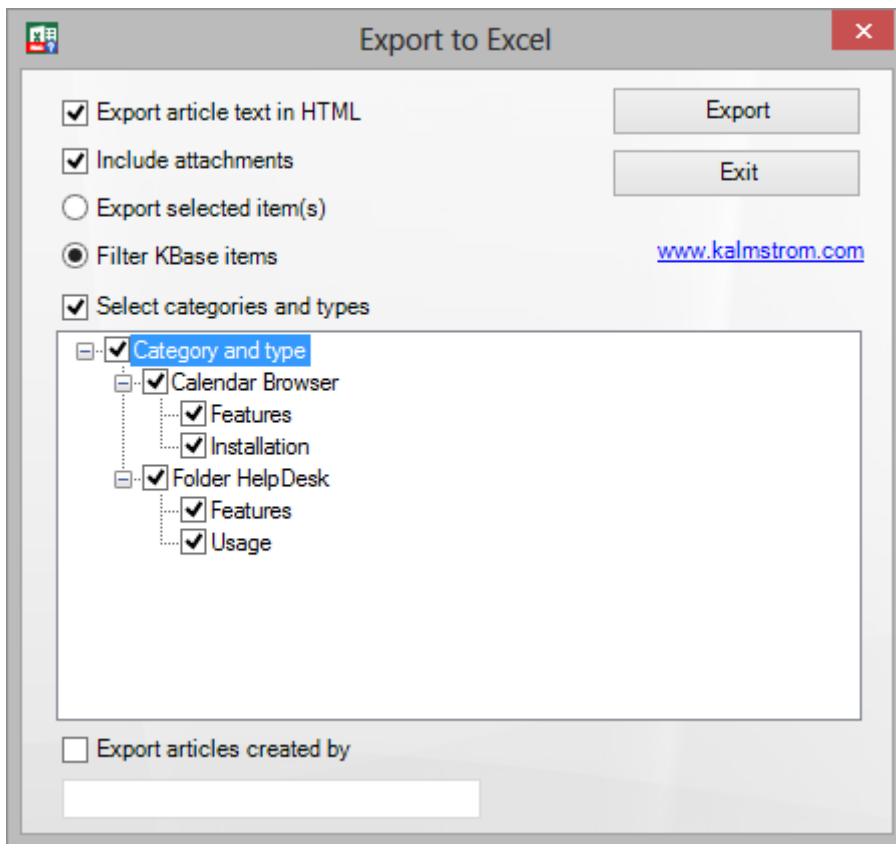 Export to Excel
Export article text in HTML
Export
Include attachments
Exit
Export selected item(s)
Filter KBase items
www.kalmstrom.com
Select categories and types
Category and type
Calendar Browser
Features
Installation
Folder HelpDesk
Features
Usage
Export articles created by